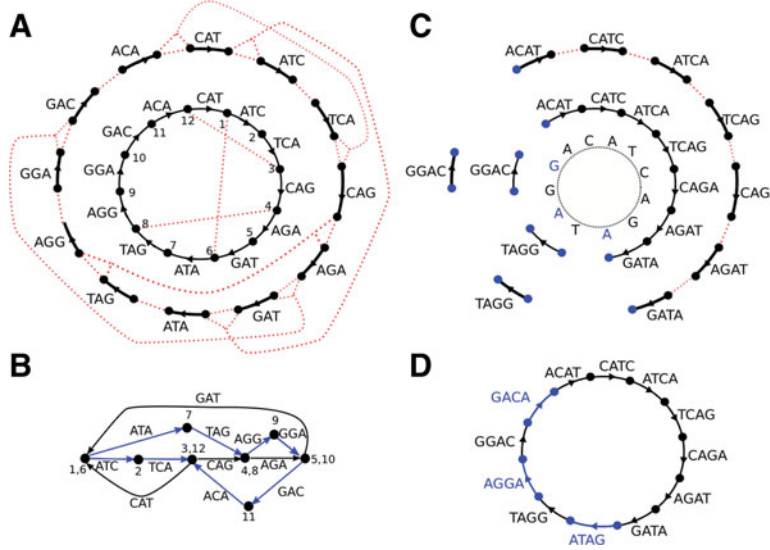 A
CAT
ATC
TCA
CAG
AGA
GAT
ATA
TAG
AGG
GGA
GAC
ACA
CAT
ATC
TCA
CAG
AGA
GAT
ATA
TAG
AGG
GGA
GAC
ACA
1
2
3
4
5
6
7
8
9
10
11
12
B
GAT
ATA
7
TAG
AGG
9
GGA
1,6
ATC
2
TCA
3,12
CAG
4,8
AGA
5,10
CAT
ACA
11
GAC
C
ACAT
CATC
ATCA
TCAG
CAG
AGAT
GATA
TAGG
GGAC
ACAT
CATC
ATCA
TCAG
CAGA
AGAT
GATA
TAGG
GGAC
G
A
C
A
T
C
A
G
A
T
A
G
D
ACAT
CATC
ATCA
TCAG
CAGA
AGAT
GATA
ATAG
TAGG
AGGA
GGAC
GACA